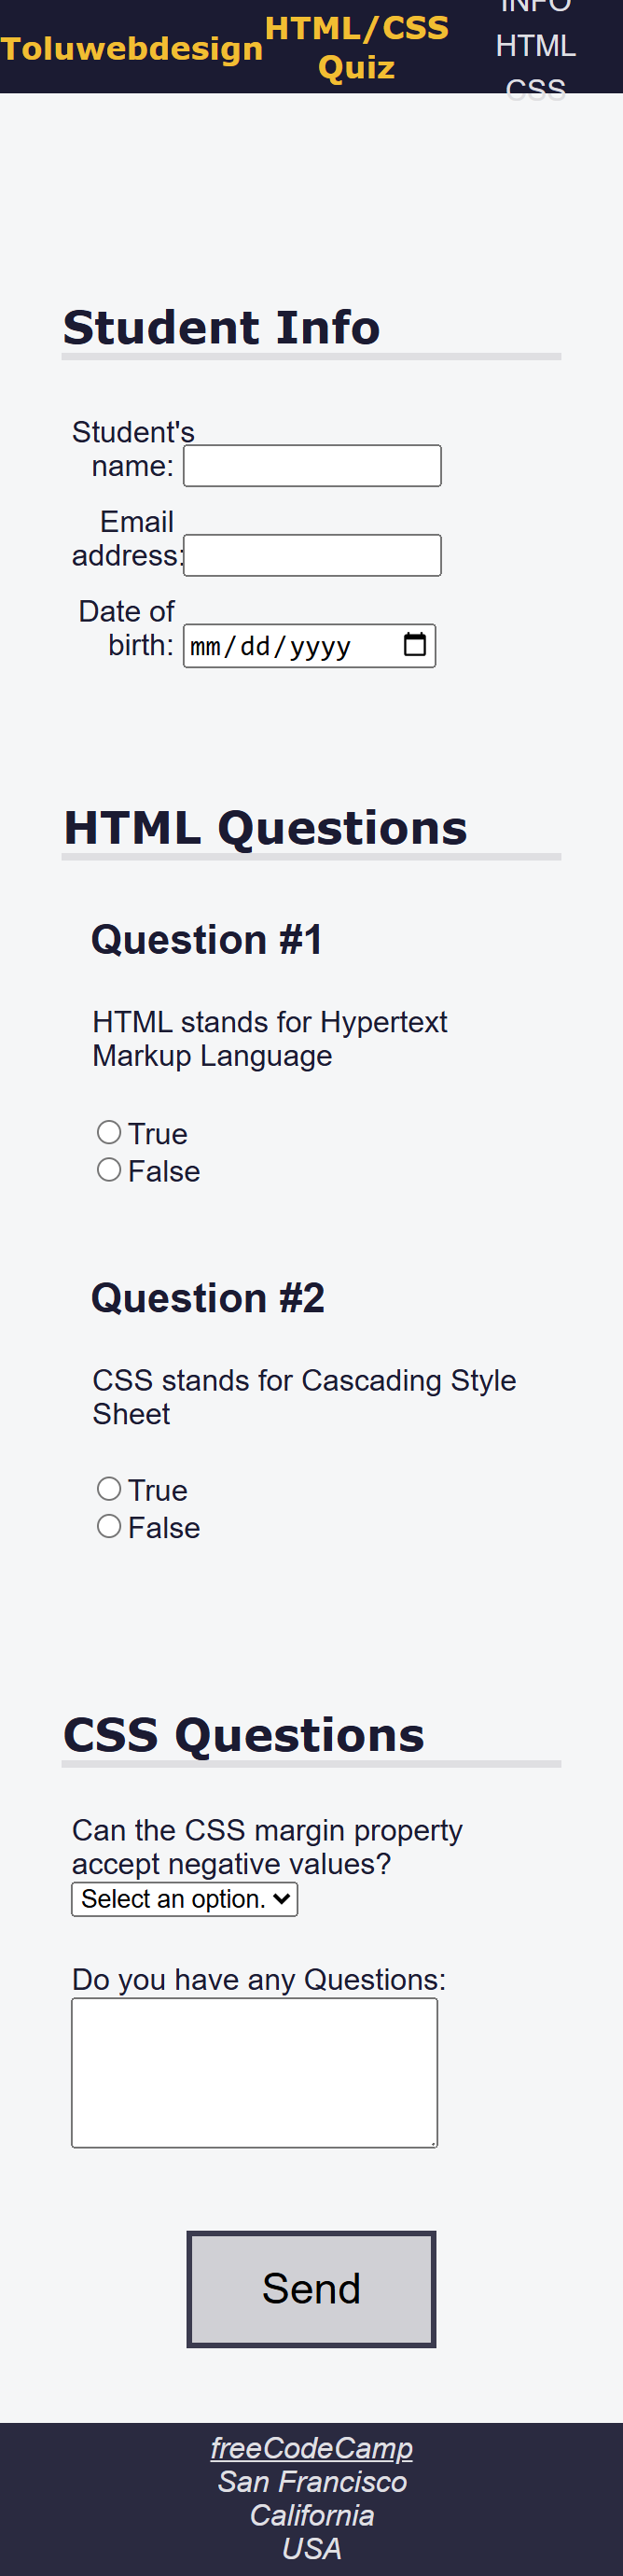 Toluwebdesign
HTML/CSS
Quiz
INFO
HTML
CSS
Student Info
Student's
name:
Email
address:
Date of
birth:
mm/dd/yyyy
HTML Questions
Question #1
HTML stands for Hypertext
Markup Language
True
False
Question #2
CSS stands for Cascading Style
Sheet
True
False
CSS Questions
Can the CSS margin property
accept negative values?
Select an option.
Do you have any Questions:
Send
freeCodeCamp
San Francisco
California
USA